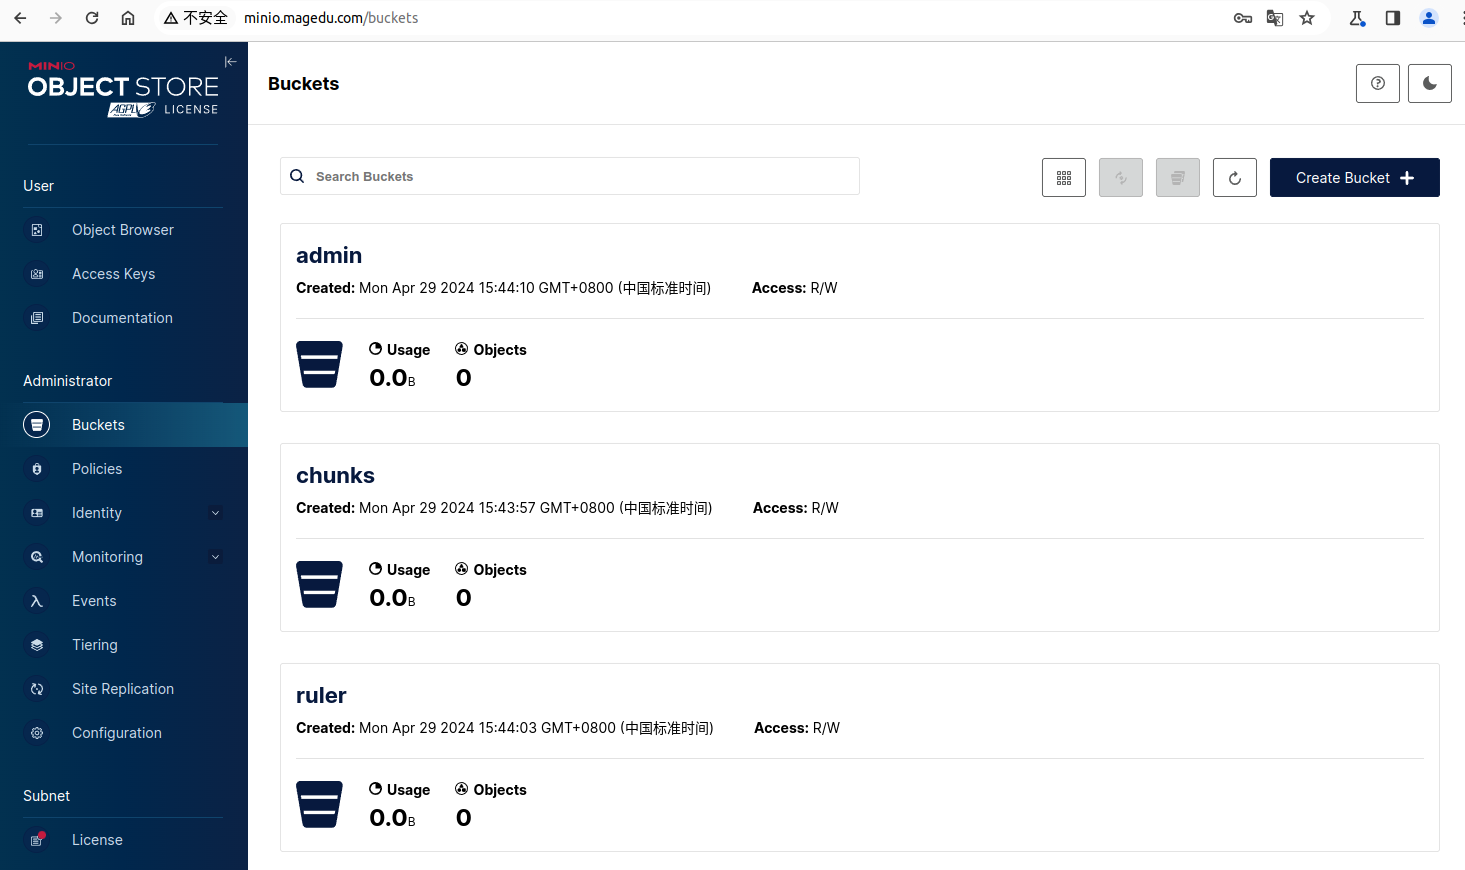 不安全 minio.magedu.com/buckets
MINIO
OBJECT STORE
AGPLv3 LICENSE
User
Object Browser
Access Keys
Documentation
Administrator
Buckets
Policies
Identity
Monitoring
Events
Tiering
Site Replication
Configuration
Subnet
License
Buckets
Search Buckets
Create Bucket
admin
Created: Mon Apr 29 2024 15:44:10 GMT+0800 (中国标准时间) Access: R/W
Usage Objects
0.0B 0
chunks
Created: Mon Apr 29 2024 15:43:57 GMT+0800 (中国标准时间) Access: R/W
Usage Objects
0.0B 0
ruler
Created: Mon Apr 29 2024 15:44:03 GMT+0800 (中国标准时间) Access: R/W
Usage Objects
0.0B 0